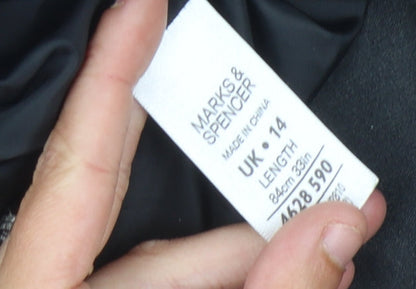 MARKS &
SPENCER
MADE IN CHINA
UK • 14
LENGTH
84cm 33in
4628 590